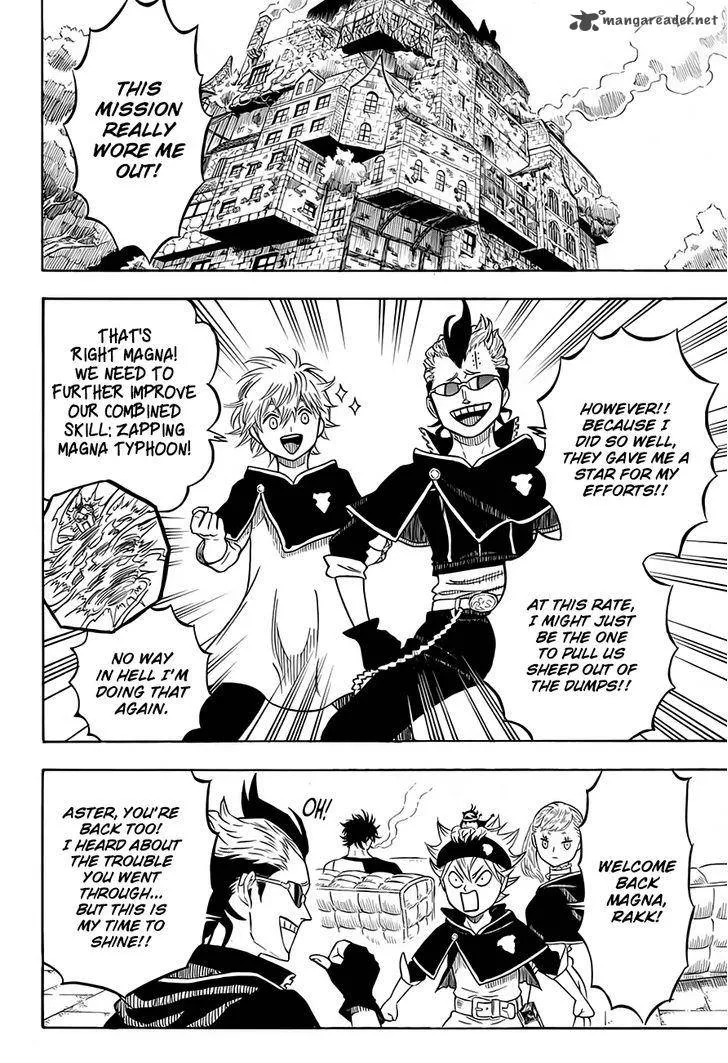 mangareader.net
THIS
MISSION
REALLY
WORE ME
OUT!
HOWEVER!!
BECAUSE I
DID SO WELL,
THEY GAVE ME A
STAR FOR MY
EFFORTS!!
AT THIS RATE,
I MIGHT JUST
BE THE ONE
TO PULL US
SHEEP OUT OF
THE DUMPS!!
THAT'S
RIGHT MAGNA!
WE NEED TO
FURTHER IMPROVE
OUR COMBINED
SKILL: ZAPPING
MAGNA TYPHOON!
NO WAY
IN HELL I'M
DOING THAT
AGAIN.
WELCOME
BACK
MAGNA,
RAKK!
OH!
ASTER, YOU'RE
BACK TOO!
I HEARD ABOUT
THE TROUBLE
YOU WENT
THROUGH...
BUT THIS IS
MY TIME TO
SHINE!!